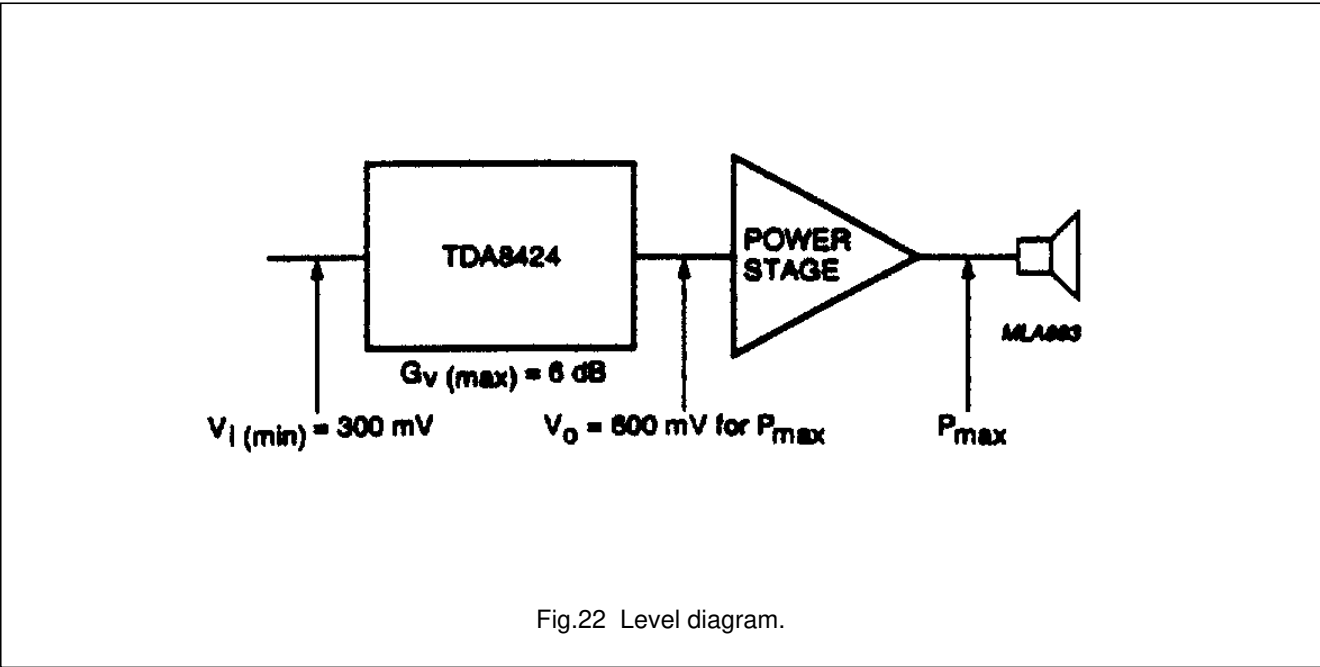 TDA8424
POWER
STAGE
MLA663
Gv (max) = 6 dB
Vi (min) = 300 mV
Vo = 600 mV for Pmax
Pmax
Fig.22 Level diagram.